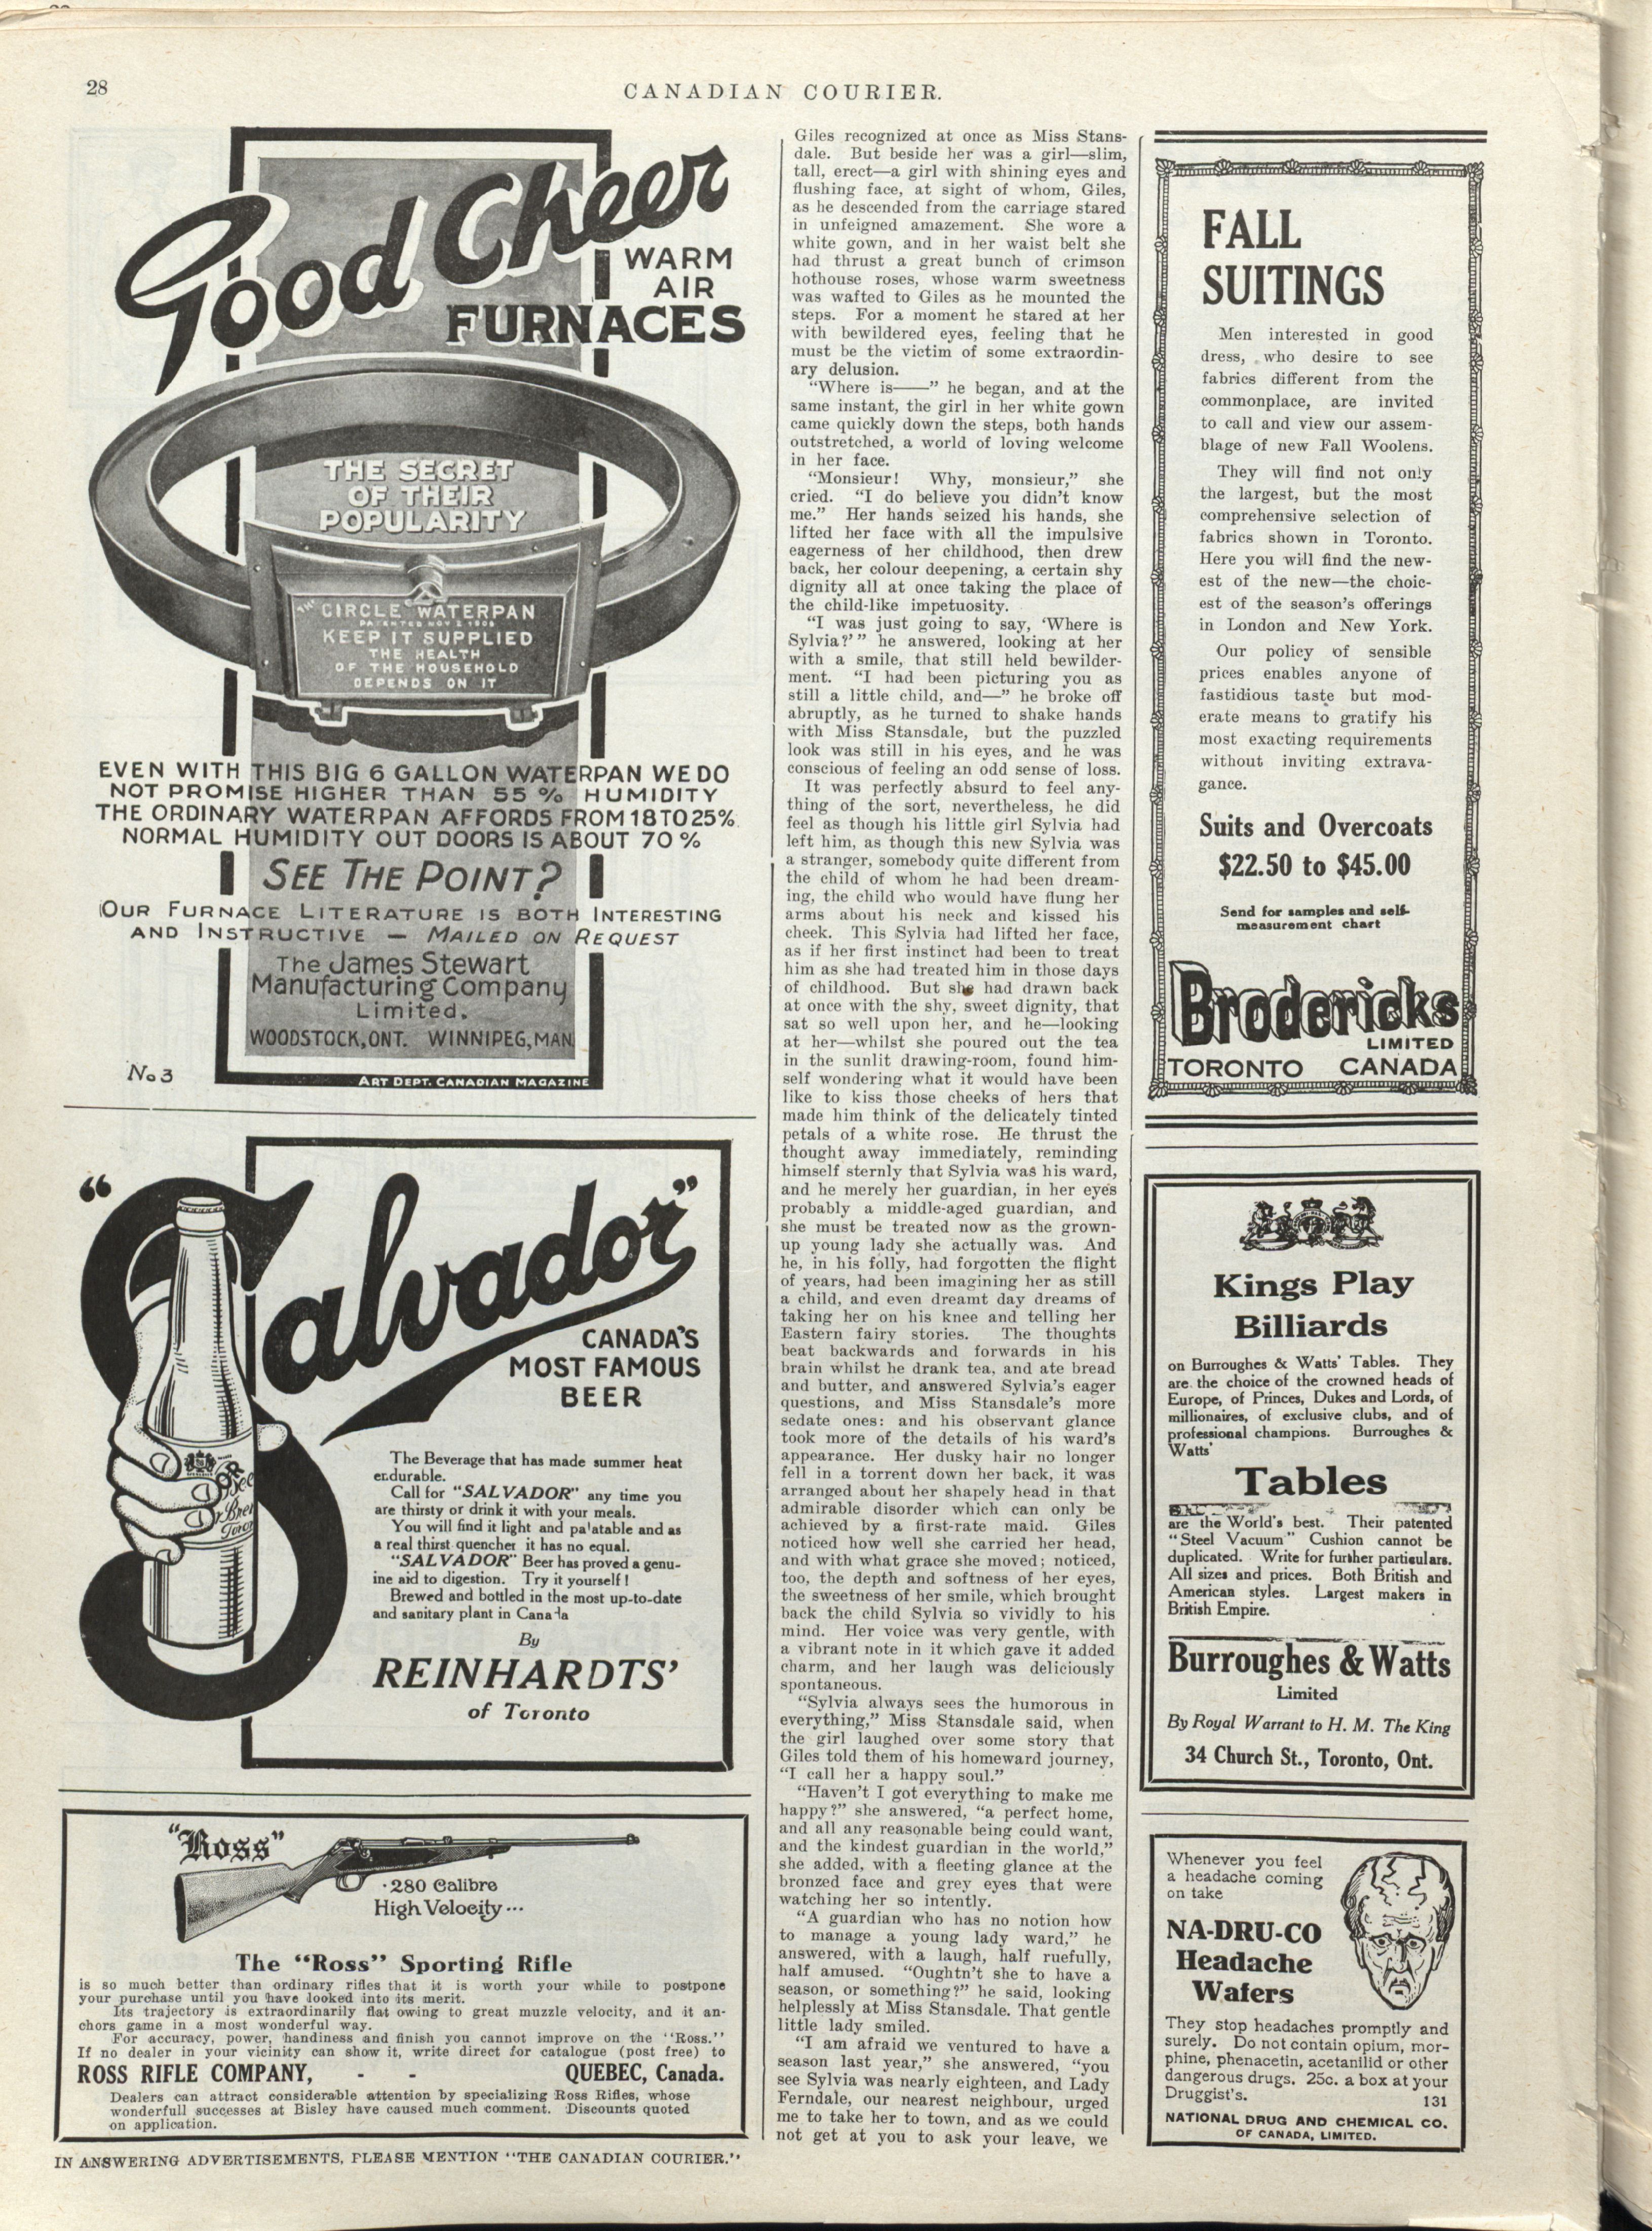 28
CANADIAN COURIER.
Good Cheer
WARM
AIR
FURNACES
THE SECRET
OF THEIR
POPULARITY
THE
CIRCLE WATERPAN
PATENTED NOV 2 1909
KEEP IT SUPPLIED
THE HEALTH
OF THE HOUSEHOLD
DEPENDS ON IT
EVEN WITH THIS BIG 6 GALLON WATERPAN WE DO
NOT PROMISE HIGHER THAN 55 % HUMIDITY
THE ORDINARY WATERPAN AFFORDS FROM 18 TO 25%.
NORMAL HUMIDITY OUT DOORS IS ABOUT 70 %
SEE THE POINT?
OUR FURNACE LITERATURE IS BOTH INTERESTING
AND INSTRUCTIVE — MAILED ON REQUEST
The James Stewart
Manufacturing Company
Limited.
WOODSTOCK, ONT. WINNIPEG, MAN
No 3
ART DEPT. CANADIAN MAGAZINE
"Salvador"
CANADA'S
MOST FAMOUS
BEER
The Beverage that has made summer heat
endurable.
Call for "SALVADOR" any time you
are thirsty or drink it with your meals.
You will find it light and palatable and as
a real thirst quencher it has no equal.
"SALVADOR" Beer has proved a genu-
ine aid to digestion. Try it yourself!
Brewed and bottled in the most up-to-date
and sanitary plant in Canada
By
REINHARDTS'
of Toronto
"Ross"
.280 Calibre
High Velocity...
The "Ross" Sporting Rifle
is so much better than ordinary rifles that it is worth your while to postpone
your purchase until you have looked into its merit.
Its trajectory is extraordinarily flat owing to great muzzle velocity, and it an-
chors game in a most wonderful way.
For accuracy, power, handiness and finish you cannot improve on the "Ross."
If no dealer in your vicinity can show it, write direct for catalogue (post free) to
ROSS RIFLE COMPANY, - - QUEBEC, Canada.
Dealers can attract considerable attention by specializing Ross Rifles, whose
wonderfull successes at Bisley have caused much comment. Discounts quoted
on application.
IN ANSWERING ADVERTISEMENTS, PLEASE MENTION "THE CANADIAN COURIER."
Giles recognized at once as Miss Stans-
dale. But beside her was a girl—slim,
tall, erect—a girl with shining eyes and
flushing face, at sight of whom, Giles,
as he descended from the carriage stared
in unfeigned amazement. She wore a
white gown, and in her waist belt she
had thrust a great bunch of crimson
hothouse roses, whose warm sweetness
was wafted to Giles as he mounted the
steps. For a moment he stared at her
with bewildered eyes, feeling that he
must be the victim of some extraordin-
ary delusion.
"Where is——" he began, and at the
same instant, the girl in her white gown
came quickly down the steps, both hands
outstretched, a world of loving welcome
in her face.
"Monsieur! Why, monsieur," she
cried. "I do believe you didn't know
me." Her hands seized his hands, she
lifted her face with all the impulsive
eagerness of her childhood, then drew
back, her colour deepening, a certain shy
dignity all at once taking the place of
the child-like impetuosity.
"I was just going to say, 'Where is
Sylvia?'" he answered, looking at her
with a smile, that still held bewilder-
ment. "I had been picturing you as
still a little child, and—" he broke off
abruptly, as he turned to shake hands
with Miss Stansdale, but the puzzled
look was still in his eyes, and he was
conscious of feeling an odd sense of loss.
It was perfectly absurd to feel any-
thing of the sort, nevertheless, he did
feel as though his little girl Sylvia had
left him, as though this new Sylvia was
a stranger, somebody quite different from
the child of whom he had been dream-
ing, the child who would have flung her
arms about his neck and kissed his
cheek. This Sylvia had lifted her face,
as if her first instinct had been to treat
him as she had treated him in those days
of childhood. But she had drawn back
at once with the shy, sweet dignity, that
sat so well upon her, and he—looking
at her—whilst she poured out the tea
in the sunlit drawing-room, found him-
self wondering what it would have been
like to kiss those cheeks of hers that
made him think of the delicately tinted
petals of a white rose. He thrust the
thought away immediately, reminding
himself sternly that Sylvia was his ward,
and he merely her guardian, in her eyes
probably a middle-aged guardian, and
she must be treated now as the grown-
up young lady she actually was. And
he, in his folly, had forgotten the flight
of years, had been imagining her as still
a child, and even dreamt day dreams of
taking her on his knee and telling her
Eastern fairy stories. The thoughts
beat backwards and forwards in his
brain whilst he drank tea, and ate bread
and butter, and answered Sylvia's eager
questions, and Miss Stansdale's more
sedate ones: and his observant glance
took more of the details of his ward's
appearance. Her dusky hair no longer
fell in a torrent down her back, it was
arranged about her shapely head in that
admirable disorder which can only be
achieved by a first-rate maid. Giles
noticed how well she carried her head,
and with what grace she moved; noticed,
too, the depth and softness of her eyes,
the sweetness of her smile, which brought
back the child Sylvia so vividly to his
mind. Her voice was very gentle, with
a vibrant note in it which gave it added
charm, and her laugh was deliciously
spontaneous.
"Sylvia always sees the humorous in
everything," Miss Stansdale said, when
the girl laughed over some story that
Giles told them of his homeward journey,
"I call her a happy soul."
"Haven't I got everything to make me
happy?" she answered, "a perfect home,
and all any reasonable being could want,
and the kindest guardian in the world,"
she added, with a fleeting glance at the
bronzed face and grey eyes that were
watching her so intently.
"A guardian who has no notion how
to manage a young lady ward," he
answered, with a laugh, half ruefully,
half amused. "Oughtn't she to have a
season, or something?" he said, looking
helplessly at Miss Stansdale. That gentle
little lady smiled.
"I am afraid we ventured to have a
season last year," she answered, "you
see Sylvia was nearly eighteen, and Lady
Ferndale, our nearest neighbour, urged
me to take her to town, and as we could
not get at you to ask your leave, we
FALL
SUITINGS
Men interested in good
dress, who desire to see
fabrics different from the
commonplace, are invited
to call and view our assem-
blage of new Fall Woolens.
They will find not only
the largest, but the most
comprehensive selection of
fabrics shown in Toronto.
Here you will find the new-
est of the new—the choic-
est of the season's offerings
in London and New York.
Our policy of sensible
prices enables anyone of
fastidious taste but mod-
erate means to gratify his
most exacting requirements
without inviting extrava-
gance.
Suits and Overcoats
$22.50 to $45.00
Send for samples and self-
measurement chart
Brodericks
LIMITED
TORONTO CANADA
Kings Play
Billiards
on Burroughes & Watts' Tables. They
are the choice of the crowned heads of
Europe, of Princes, Dukes and Lords, of
millionaires, of exclusive clubs, and of
professional champions. Burroughes &
Watts'
Tables
are the World's best. Their patented
"Steel Vacuum" Cushion cannot be
duplicated. Write for further particulars.
All sizes and prices. Both British and
American styles. Largest makers in
British Empire.
Burroughes & Watts
Limited
By Royal Warrant to H. M. The King
34 Church St., Toronto, Ont.
Whenever you feel
a headache coming
on take
NA-DRU-CO
Headache
Wafers
They stop headaches promptly and
surely. Do not contain opium, mor-
phine, phenacetin, acetanilid or other
dangerous drugs. 25c. a box at your
Druggist's. 131
NATIONAL DRUG AND CHEMICAL CO.
OF CANADA, LIMITED.